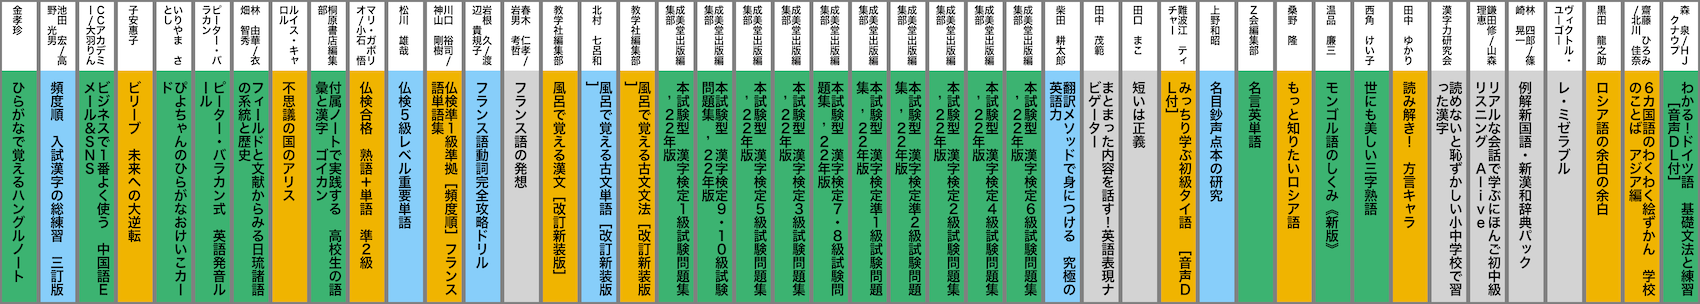 森　泉/HJ
クナウプ
わかる!ドイツ語　基礎文法と練習
[音声DL付]
齋藤　ひろみ
/北川　佳奈
6カ国語のわくわく絵ずかん　学校
のことば　アジア編
黒田　龍之助
ロシア語の余白の余白
ヴィクトル・
ユーゴー
レ・ミゼラブル
林　四郎/篠
崎　晃一
例解新国語・新漢和辞典パック
鎌田修/山森
理恵
リアルな会話で学ぶにほんご初中級
リスニング　Alive
漢字力研究会
読めないと恥ずかしい小中学校で習
った漢字
田中　ゆかり
読み解き!　方言キャラ
西角　けい子
世にも美しい三字熟語
温品　廉三
モンゴル語のしくみ《新版》
桑野　隆
もっと知りたいロシア語
Z会編集部
名言英単語
上野和昭
名目鈔声点本の研究
難波江　ティ
チャー
みっちり学ぶ初級タイ語　[音声D
L付]
田口　まこ
短いは正義
田中　茂範
まとまった内容を話す!英語表現ナ
ビゲーター
柴田　耕太郎
翻訳メソッドで身につける　究極の
英語力
成美堂出版編
集部
本試験型　漢字検定6級試験問題集
'22年版
成美堂出版編
集部
本試験型　漢字検定4級試験問題集
'22年版
成美堂出版編
集部
本試験型　漢字検定2級試験問題集
'22年版
成美堂出版編
集部
本試験型　漢字検定準2級試験問題
集　'22年版
成美堂出版編
集部
本試験型　漢字検定準1級試験問題
集　'22年版
成美堂出版編
集部
本試験型　漢字検定7・8級試験問
題集　'22年版
成美堂出版編
集部
本試験型　漢字検定3級試験問題集
'22年版
成美堂出版編
集部
本試験型　漢字検定5級試験問題集
'22年版
成美堂出版編
集部
本試験型　漢字検定9・10級試験
問題集　'22年版
成美堂出版編
集部
本試験型　漢字検定1級試験問題集
'22年版
教学社編集部
風呂で覚える古文文法[改訂新装版
]
北村　七呂和
風呂で覚える古文単語[改訂新装版
]
教学社編集部
風呂で覚える漢文[改訂新装版]
春木　仁孝/
岩男　考哲
フランス語の発想
岩根　久/渡
辺　貴規子
フランス語動詞完全攻略ドリル
川口　裕司/
神山　剛樹
仏検準1級準拠[頻度順]フランス
語単語集
松川　雄哉
仏検5級レベル重要単語
マリ・ガボリ
オ/小石　悟
仏検合格　熟語+単語　準2級
桐原書店編集
部
付属ノートで実践する　高校生の語
彙と漢字　ゴイカン
ルイス・キャ
ロル
不思議の国のアリス
林　由華/衣
畑　智秀
フィールドと文献からみる日琉諸語
の系統と歴史
ピーター・バ
ラカン
ピーター・バラカン式　英語発音ル
ール
いりやま　さ
とし
ぴよちゃんのひらがなおけいこカー
ド
子安惠子
ビリーブ　未来への大逆転
CCアカデミ
ー/大羽りん
ビジネスで1番よく使う　中国語E
メール&SNS
池田　宏/高
野　光男
頻度順　入試漢字の総練習　三訂版
金孝珍
ひらがなで覚えるハングルノート